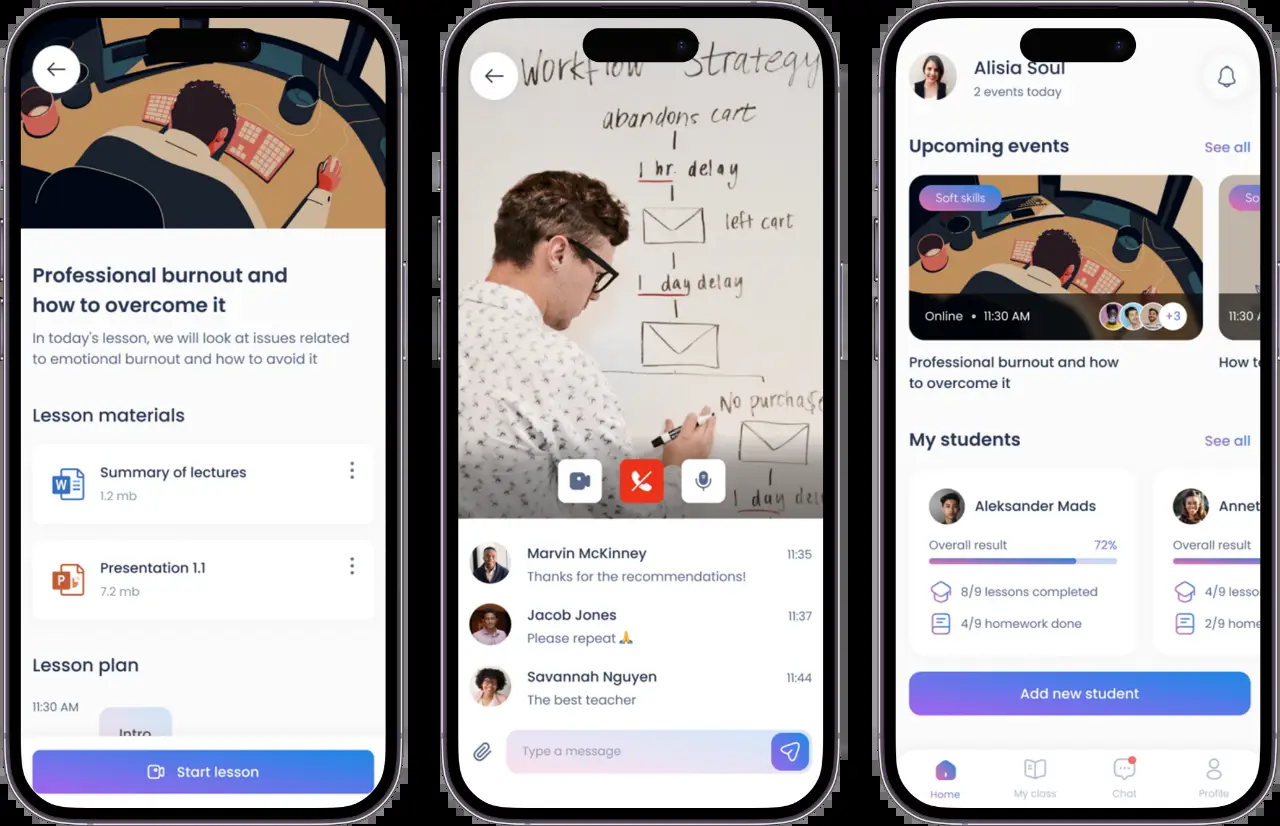 Professional burnout and
how to overcome it
In today's lesson, we will look at issues related
to emotional burnout and how to avoid it
Lesson materials
W
Summary of lectures
1.2 mb
P
Presentation 1.1
7.2 mb
Lesson plan
11:30 AM
Intro
Start lesson
Workflow Strategy
abandons cart
1 hr. delay
left cart
1 day delay
No purchase
1 day del
Marvin McKinney
11:35
Thanks for the recommendations!
Jacob Jones
11:37
Please repeat 🙏
Savannah Nguyen
11:44
The best teacher
Type a message
Alisia Soul
2 events today
Upcoming events
See all
Soft skills
So
Online • 11:30 AM
+3
11:30 A
Professional burnout and how
to overcome it
How to
My students
See all
Aleksander Mads
Overall result
72%
8/9 lessons completed
4/9 homework done
Annet
Overall result
4/9 lesso
2/9 home
Add new student
Home
My class
Chat
Profile